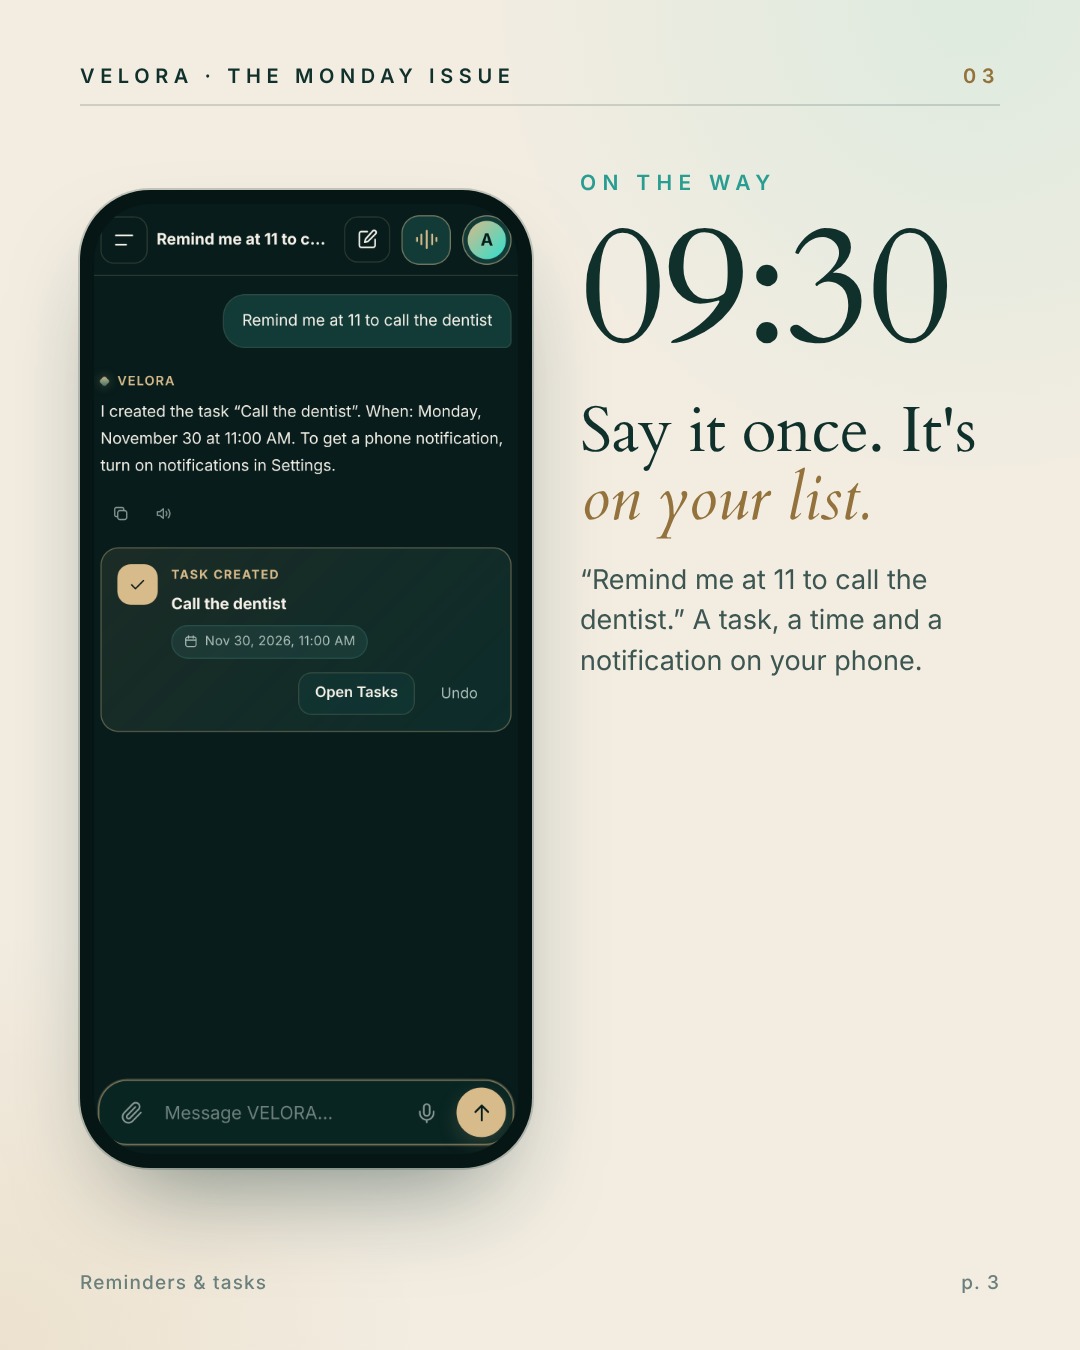 VELORA · THE MONDAY ISSUE
03
Remind me at 11 to c...
A
Remind me at 11 to call the dentist
VELORA
I created the task “Call the dentist”. When: Monday,
November 30 at 11:00 AM. To get a phone notification,
turn on notifications in Settings.
TASK CREATED
Call the dentist
Nov 30, 2026, 11:00 AM
Open Tasks
Undo
Message VELORA...
ON THE WAY
09:30
Say it once. It's
on your list.
“Remind me at 11 to call the
dentist.” A task, a time and a
notification on your phone.
Reminders & tasks
p. 3